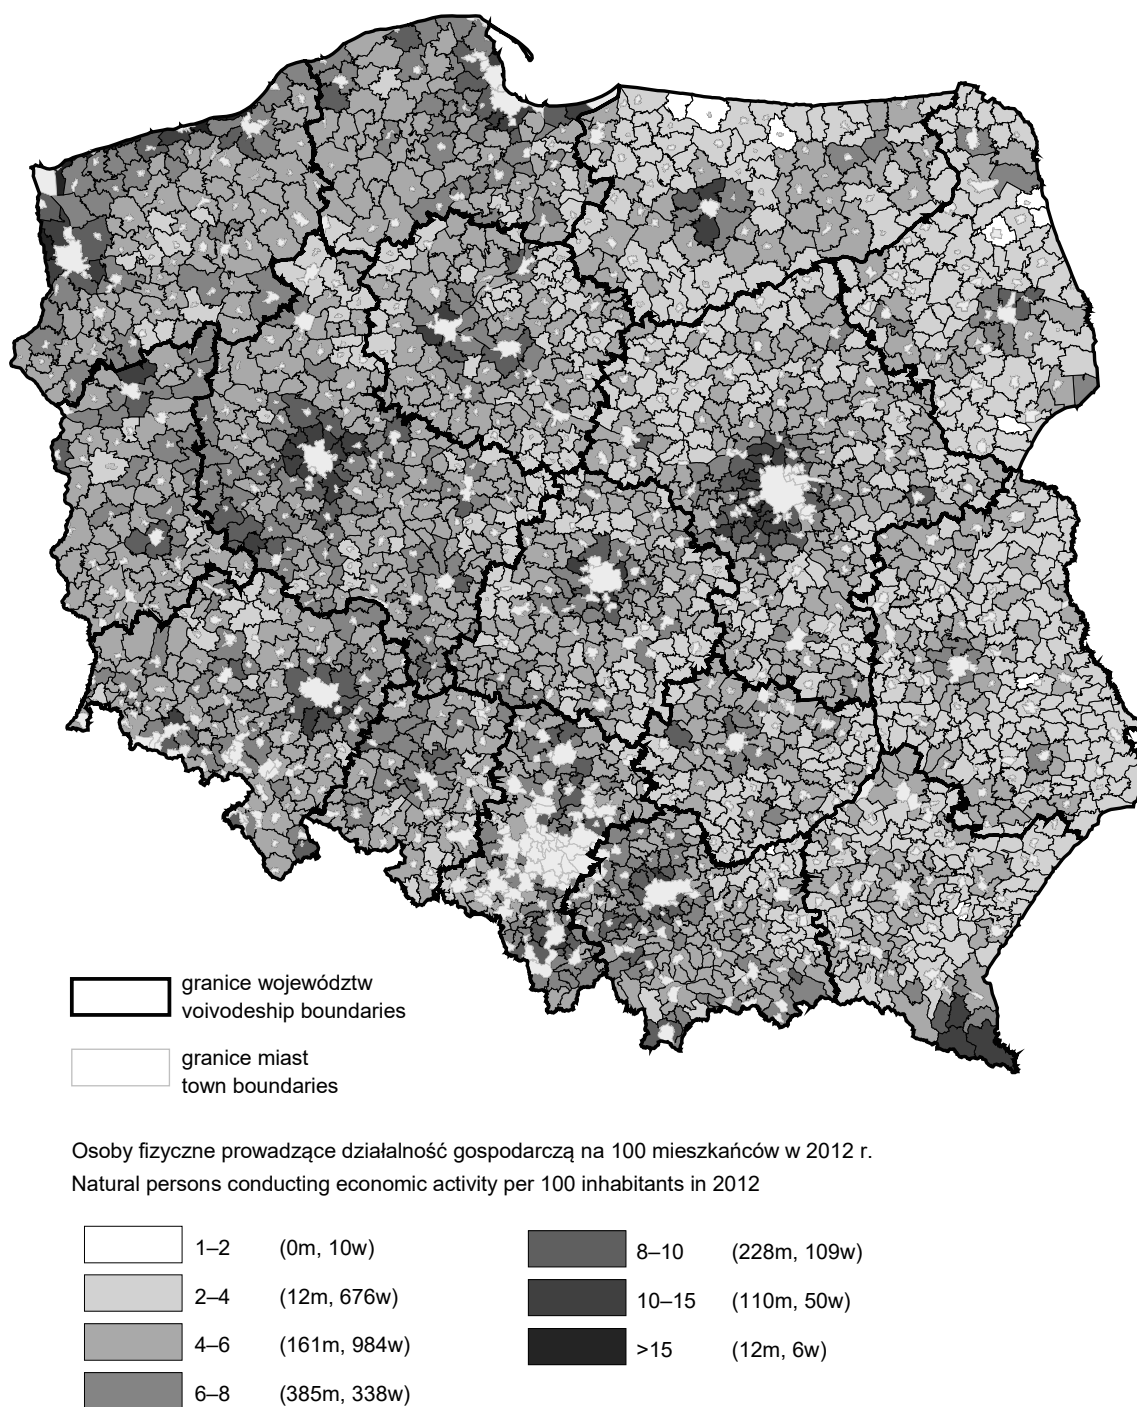 granice województw
voivodeship boundaries
granice miast
town boundaries
Osoby fizyczne prowadzące działalność gospodarczą na 100 mieszkańców w 2012 r.
Natural persons conducting economic activity per 100 inhabitants in 2012
1–2 (0m, 10w)
2–4 (12m, 676w)
4–6 (161m, 984w)
6–8 (385m, 338w)
8–10 (228m, 109w)
10–15 (110m, 50w)
>15 (12m, 6w)